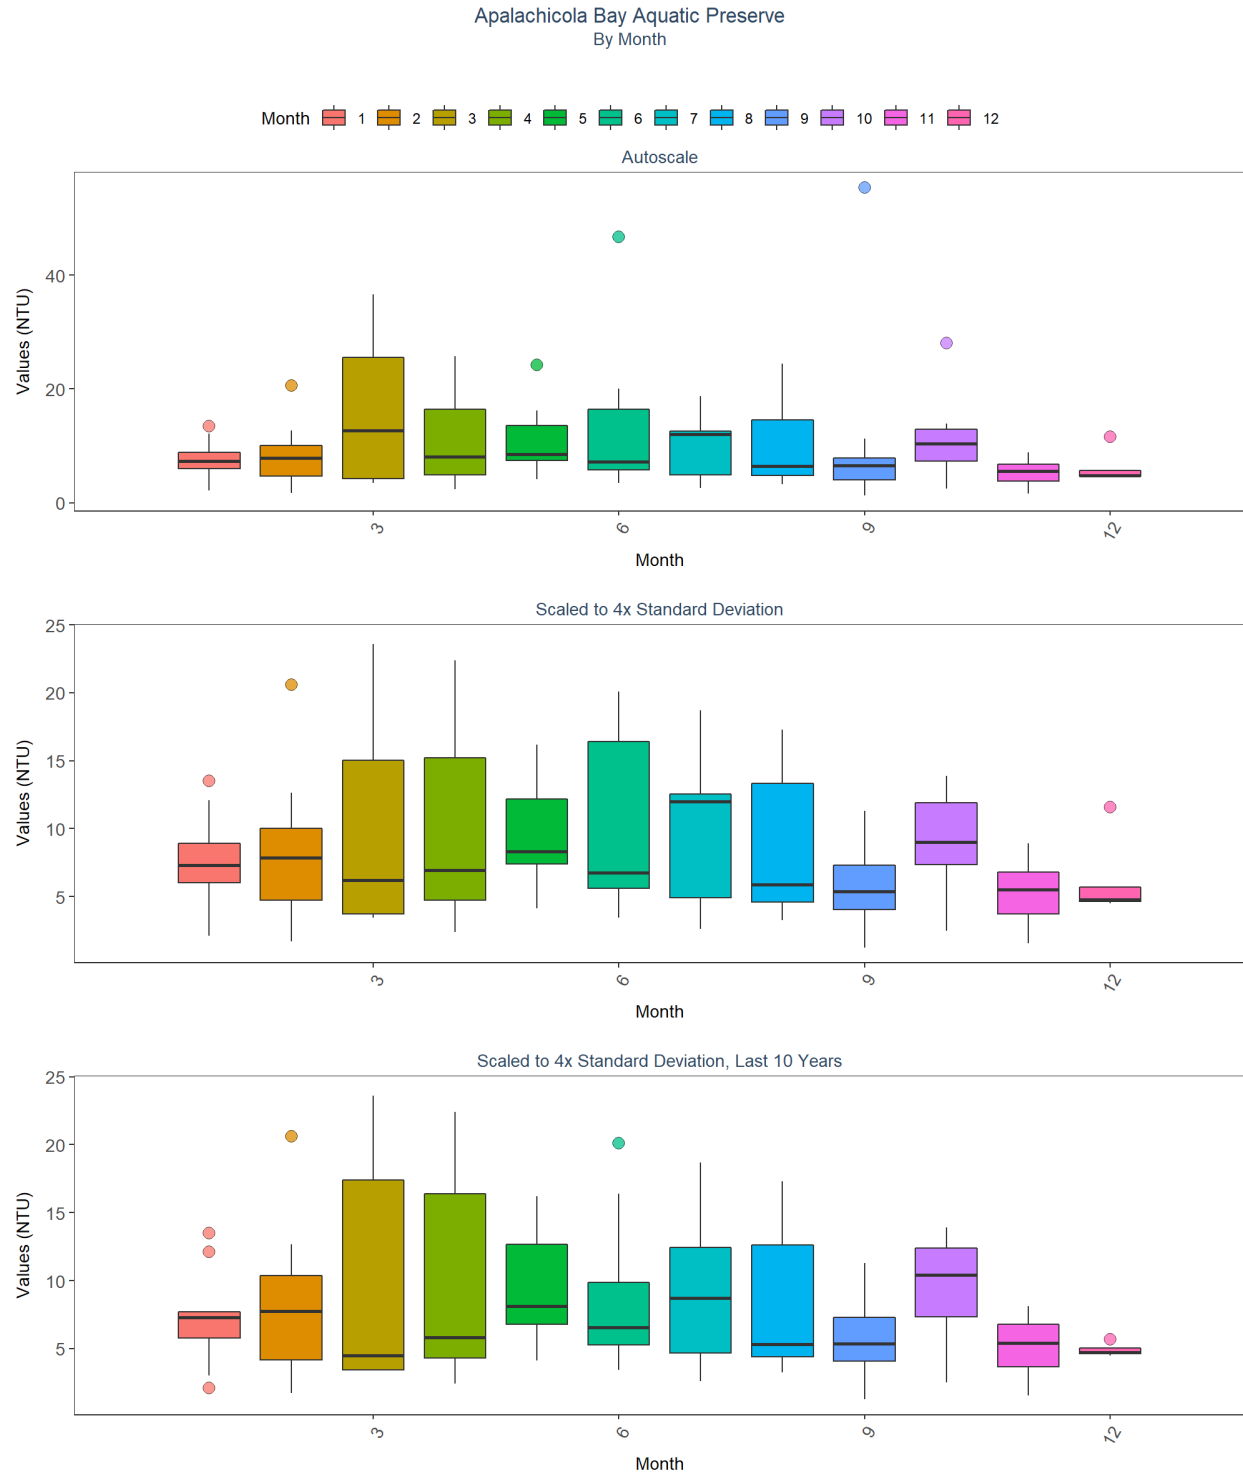 Apalachicola Bay Aquatic Preserve
By Month
Month 1 2 3 4 5 6 7 8 9 10 11 12
Autoscale
Values (NTU)
40
20
0
3 6 9 12
Month
Scaled to 4x Standard Deviation
Values (NTU)
25
20
15
10
5
3 6 9 12
Month
Scaled to 4x Standard Deviation, Last 10 Years
Values (NTU)
25
20
15
10
5
3 6 9 12
Month